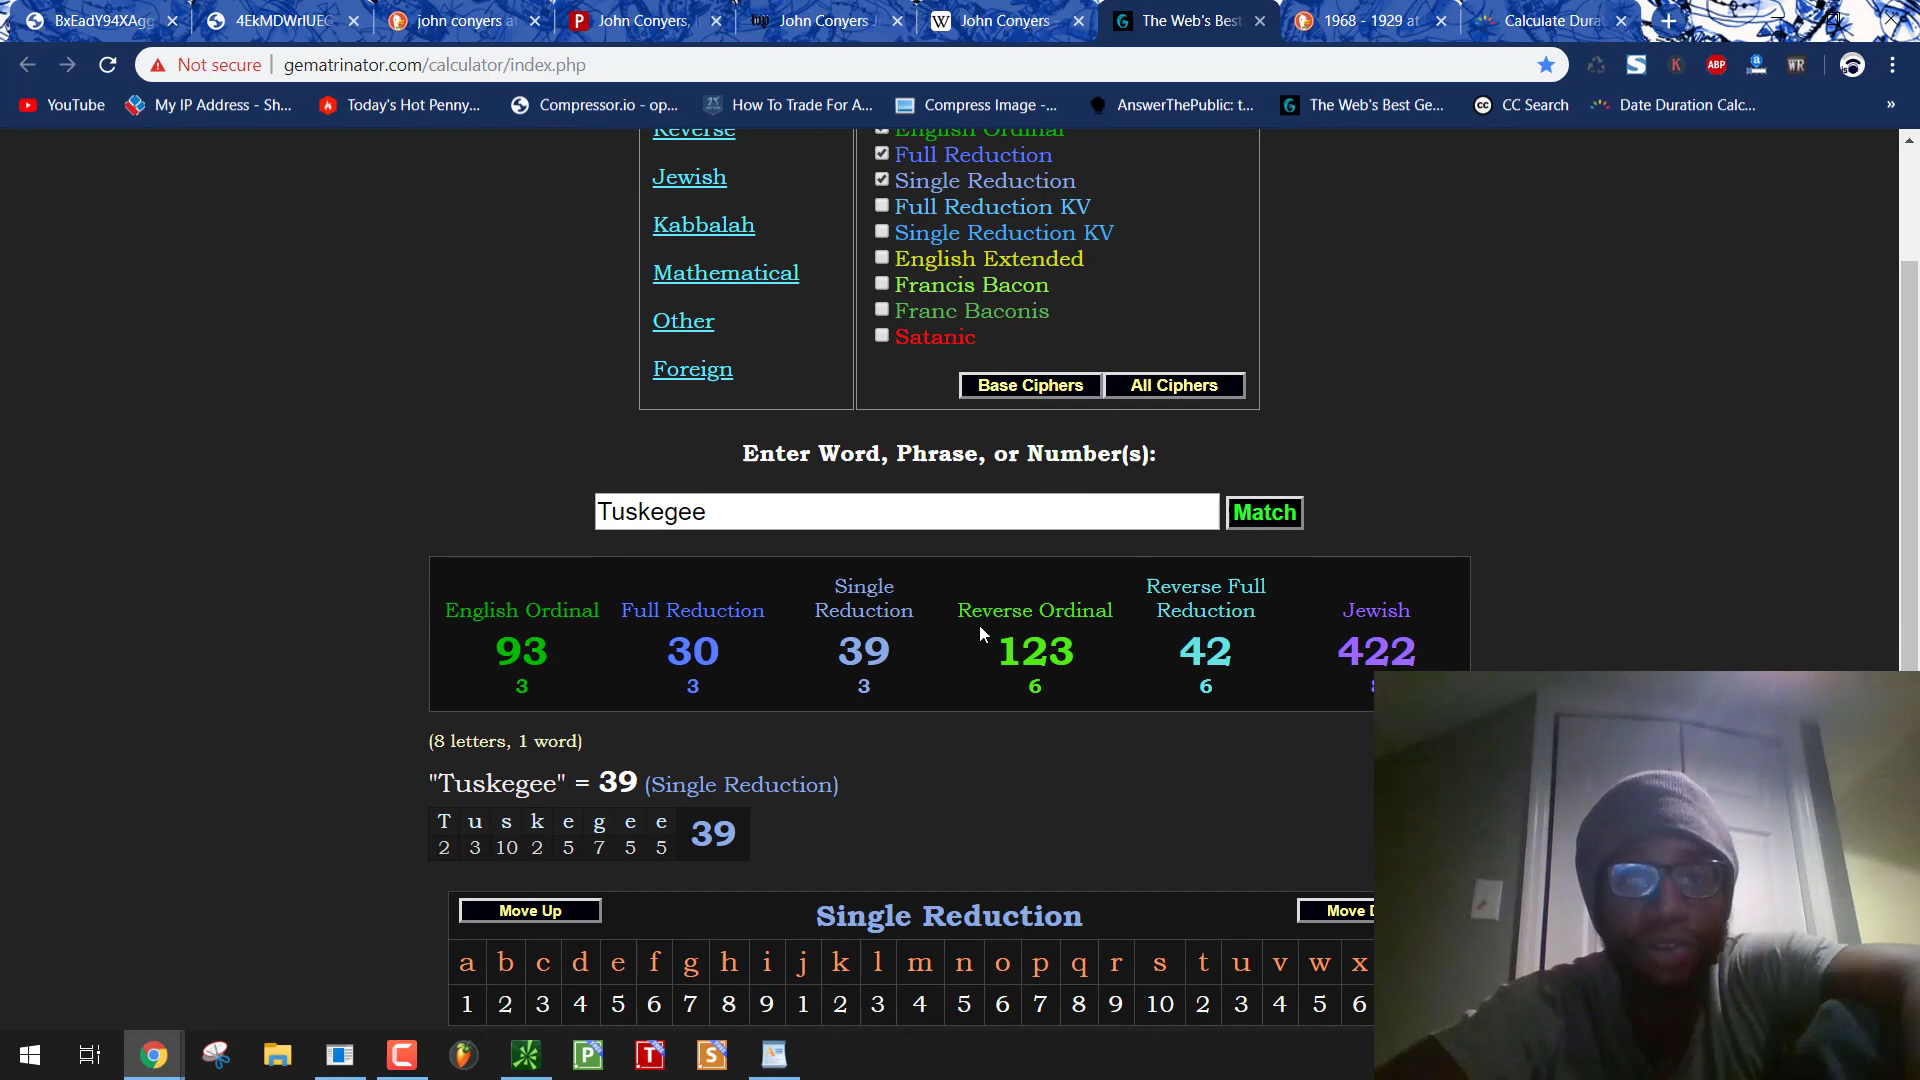 BxEady94XAgg
4EkMDWrIUEG
john conyers at
John Conyers,
John Conyers J
John Conyers -
The Web's Best
1968 - 1929 at
Calculate Dura
Not secure | gematrinator.com/calculator/index.php
YouTube
My IP Address - Sh...
Today's Hot Penny...
Compressor.io - op...
How To Trade For A...
Compress Image -...
AnswerThePublic: t...
The Web's Best Ge...
CC Search
Date Duration Calc...
»
Reverse
Jewish
Kabbalah
Mathematical
Other
Foreign
English Ordinal
Full Reduction
Single Reduction
Full Reduction KV
Single Reduction KV
English Extended
Francis Bacon
Franc Baconis
Satanic
Base Ciphers
All Ciphers
Enter Word, Phrase, or Number(s):
Tuskegee
Match
English Ordinal
93
3
Full Reduction
30
3
Single
Reduction
39
3
Reverse Ordinal
123
6
Reverse Full
Reduction
42
6
Jewish
422
(8 letters, 1 word)
"Tuskegee" = 39 (Single Reduction)
T u s k e g e e
2 3 10 2 5 7 5 5
39
Move Up
Single Reduction
Move D
a b c d e f g h i j k l m n o p q r s t u v w x
1 2 3 4 5 6 7 8 9 1 2 3 4 5 6 7 8 9 10 2 3 4 5 6